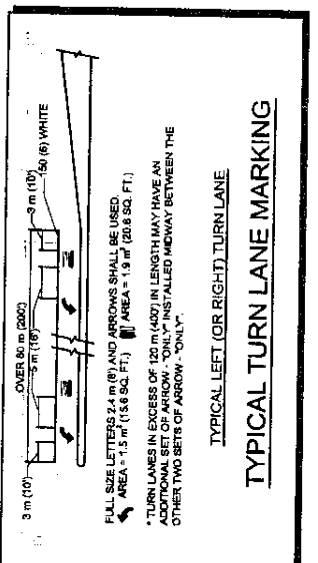 OVER 60 m (200')
3 m (10')
5 m (16')
3 m (10')
150 (6) WHITE
FULL SIZE LETTERS 2.4 m (8') AND ARROWS SHALL BE USED.
AREA = 1.5 m² (15.6 SQ. FT.) AREA = 1.9 m² (20.6 SQ. FT.)
* TURN LANES IN EXCESS OF 120 m (400') IN LENGTH MAY HAVE AN
ADDITIONAL SET OF ARROW - "ONLY" INSTALLED MIDWAY BETWEEN THE
OTHER TWO SETS OF ARROW - "ONLY".
TYPICAL LEFT (OR RIGHT) TURN LANE
TYPICAL TURN LANE MARKING